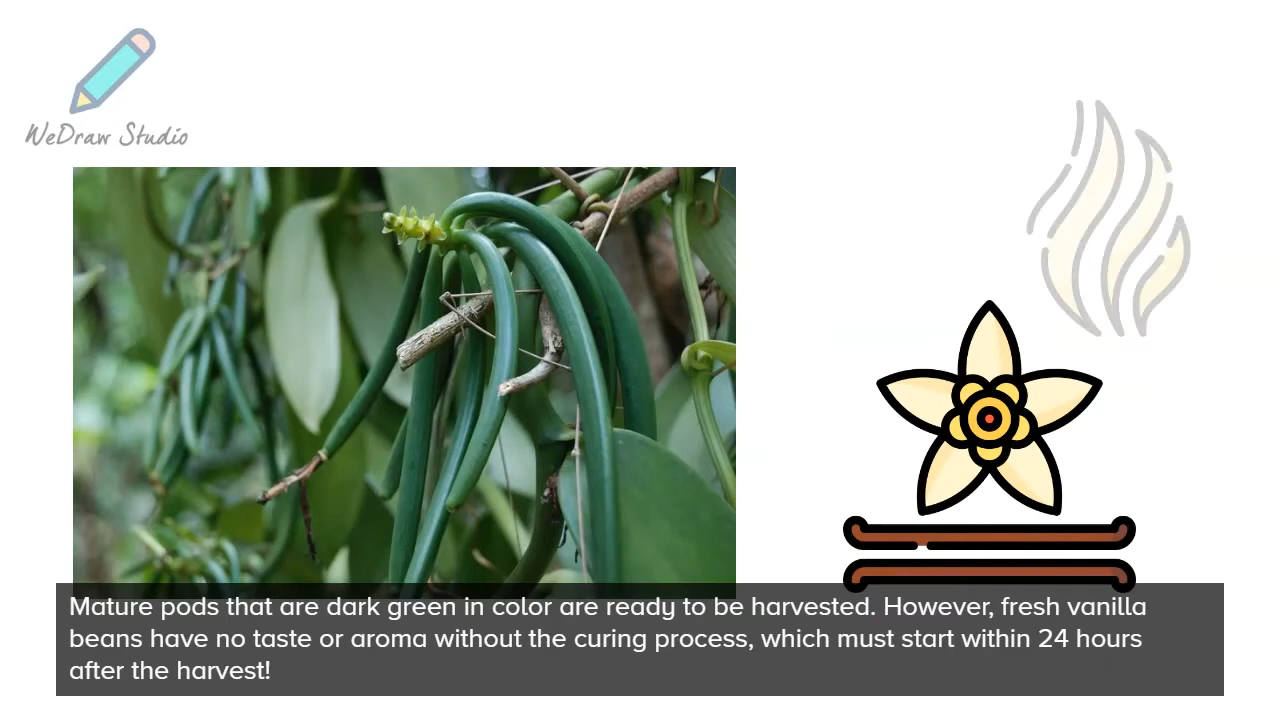 WeDraw Studio
Mature pods that are dark green in color are ready to be harvested. However, fresh vanilla
beans have no taste or aroma without the curing process, which must start within 24 hours
after the harvest!